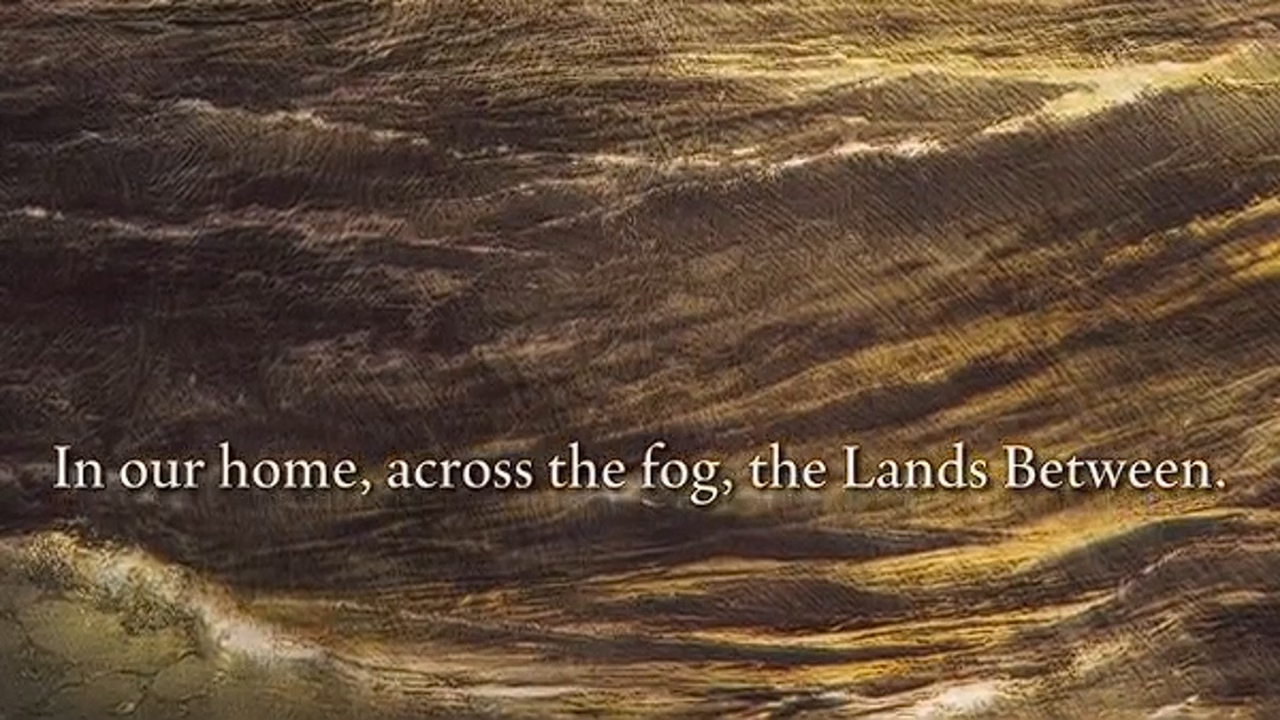 In our home, across the fog, the Lands Between.